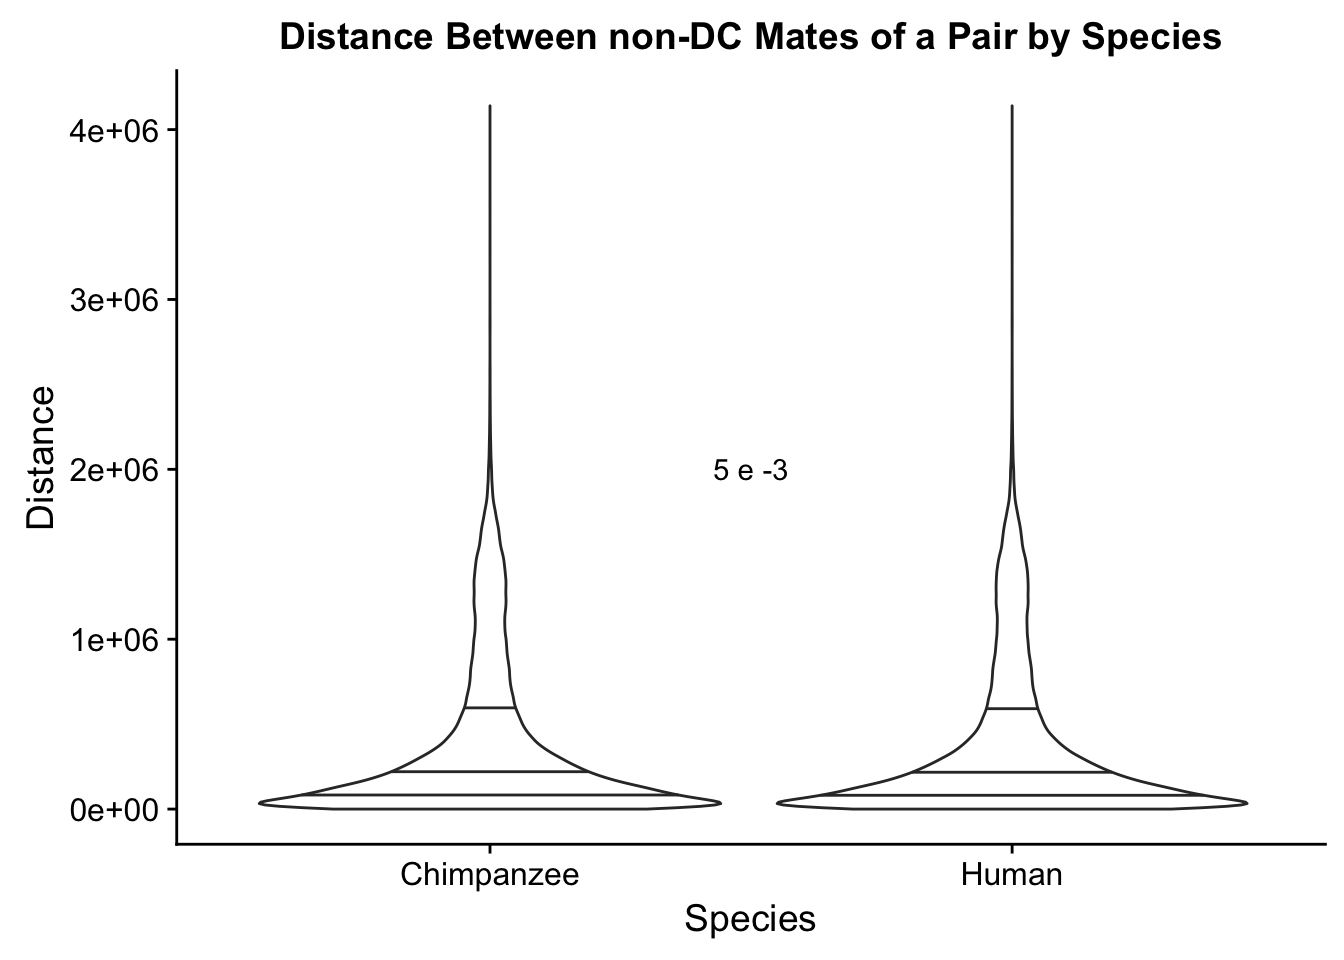 Distance Between non-DC Mates of a Pair by Species
Distance
4e+06
3e+06
2e+06
1e+06
0e+00
5 e -3
Chimpanzee
Human
Species